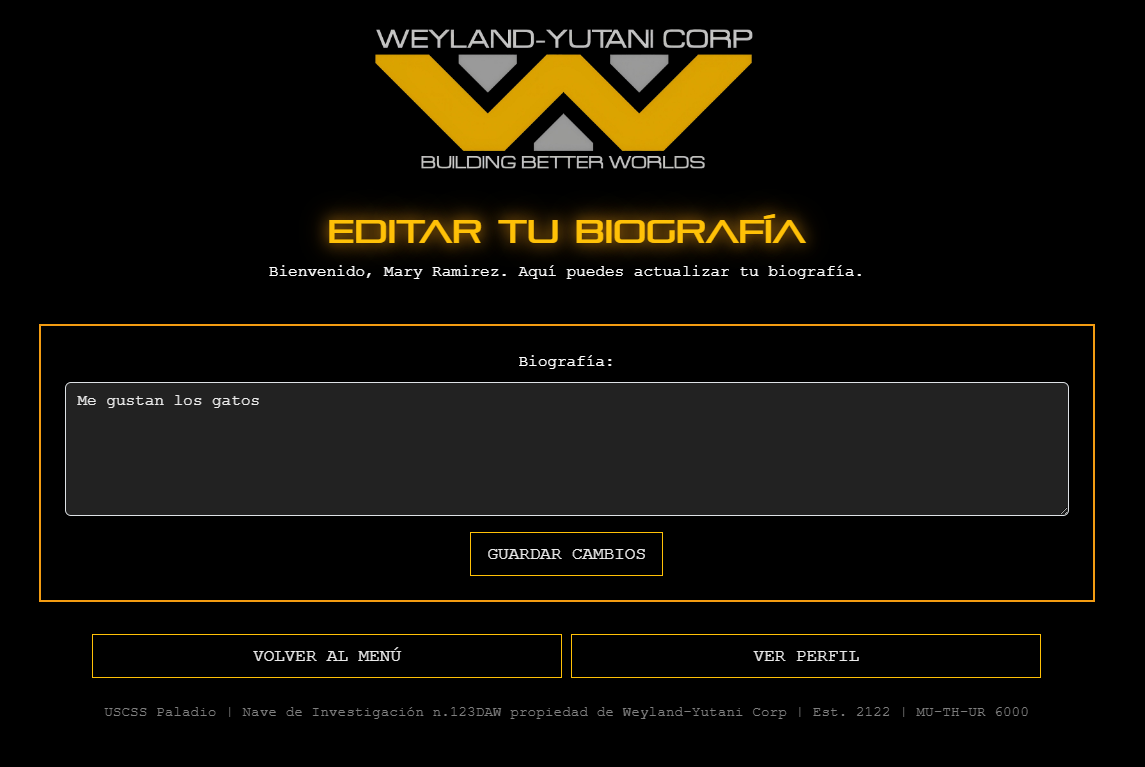 WEYLAND-YUTANI CORP
BUILDING BETTER WORLDS
EDITAR TU BIOGRAFÍA
Bienvenido, Mary Ramirez. Aquí puedes actualizar tu biografía.
Biografía:
Me gustan los gatos
GUARDAR CAMBIOS
VOLVER AL MENÚ VER PERFIL
USCSS Paladio | Nave de Investigación n.123DAW propiedad de Weyland-Yutani Corp | Est. 2122 | MU-TH-UR 6000